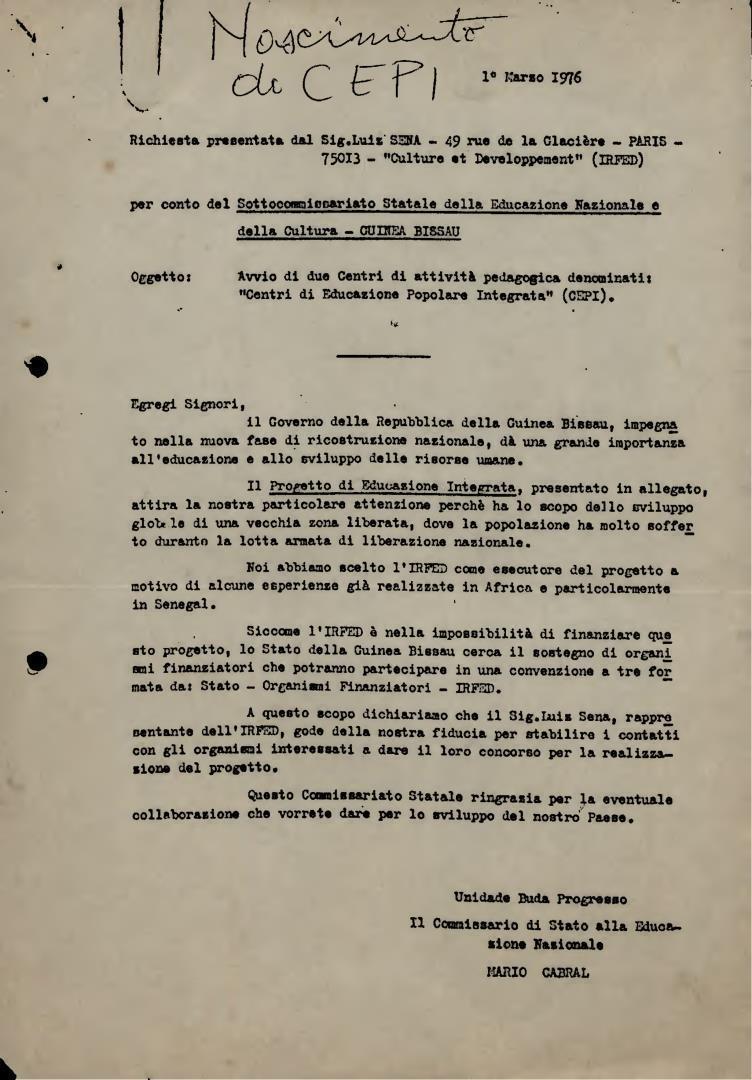 Nascimento
di CEPI
1° Marzo 1976
Richiesta presentata dal Sig.Luiz SENA - 49 rue de la Glacière - PARIS -
75013 - "Culture et Developpement" (IRFED)
per conto del Sottocommissariato Statale della Educazione Nazionale e
della Cultura - GUINEA BISSAU
Oggetto: Avvio di due Centri di attività pedagogica denominati:
"Centri di Educazione Popolare Integrata" (CEPI).
Egregi Signori,
il Governo della Repubblica della Guinea Bissau, impegna
to nella nuova fase di ricostruzione nazionale, dà una grande importanza
all'educazione e allo sviluppo delle risorse umane.
Il Progetto di Educazione Integrata, presentato in allegato,
attira la nostra particolare attenzione perchè ha lo scopo dello sviluppo
globale di una vecchia zona liberata, dove la popolazione ha molto soffer
to durante la lotta armata di liberazione nazionale.
Noi abbiamo scelto l'IRFED come esecutore del progetto a
motivo di alcune esperienze già realizzate in Africa e particolarmente
in Senegal.
Siccome l'IRFED è nella impossibilità di finanziare que
sto progetto, lo Stato della Guinea Bissau cerca il sostegno di organi
smi finanziatori che potranno partecipare in una convenzione a tre for
mata da: Stato - Organismi Finanziatori - IRFED.
A questo scopo dichiariamo che il Sig.Luiz Sena, rappre
sentante dell'IRFED, gode della nostra fiducia per stabilire i contatti
con gli organismi interessati a dare il loro concorso per la realizza-
zione del progetto.
Questo Commissariato Statale ringrazia per la eventuale
collaborazione che vorrete dare per lo sviluppo del nostro Paese.
Unidade Buda Progresso
Il Commissario di Stato alla Educa-
zione Nazionale
MARIO CABRAL